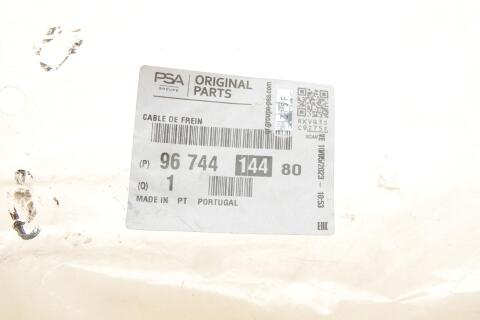 PSA
GROUPE
ORIGINAL
PARTS
CABLE DE FREIN
(P) 96 744 144 80
(Q) 1
MADE IN PT PORTUGAL
EAC